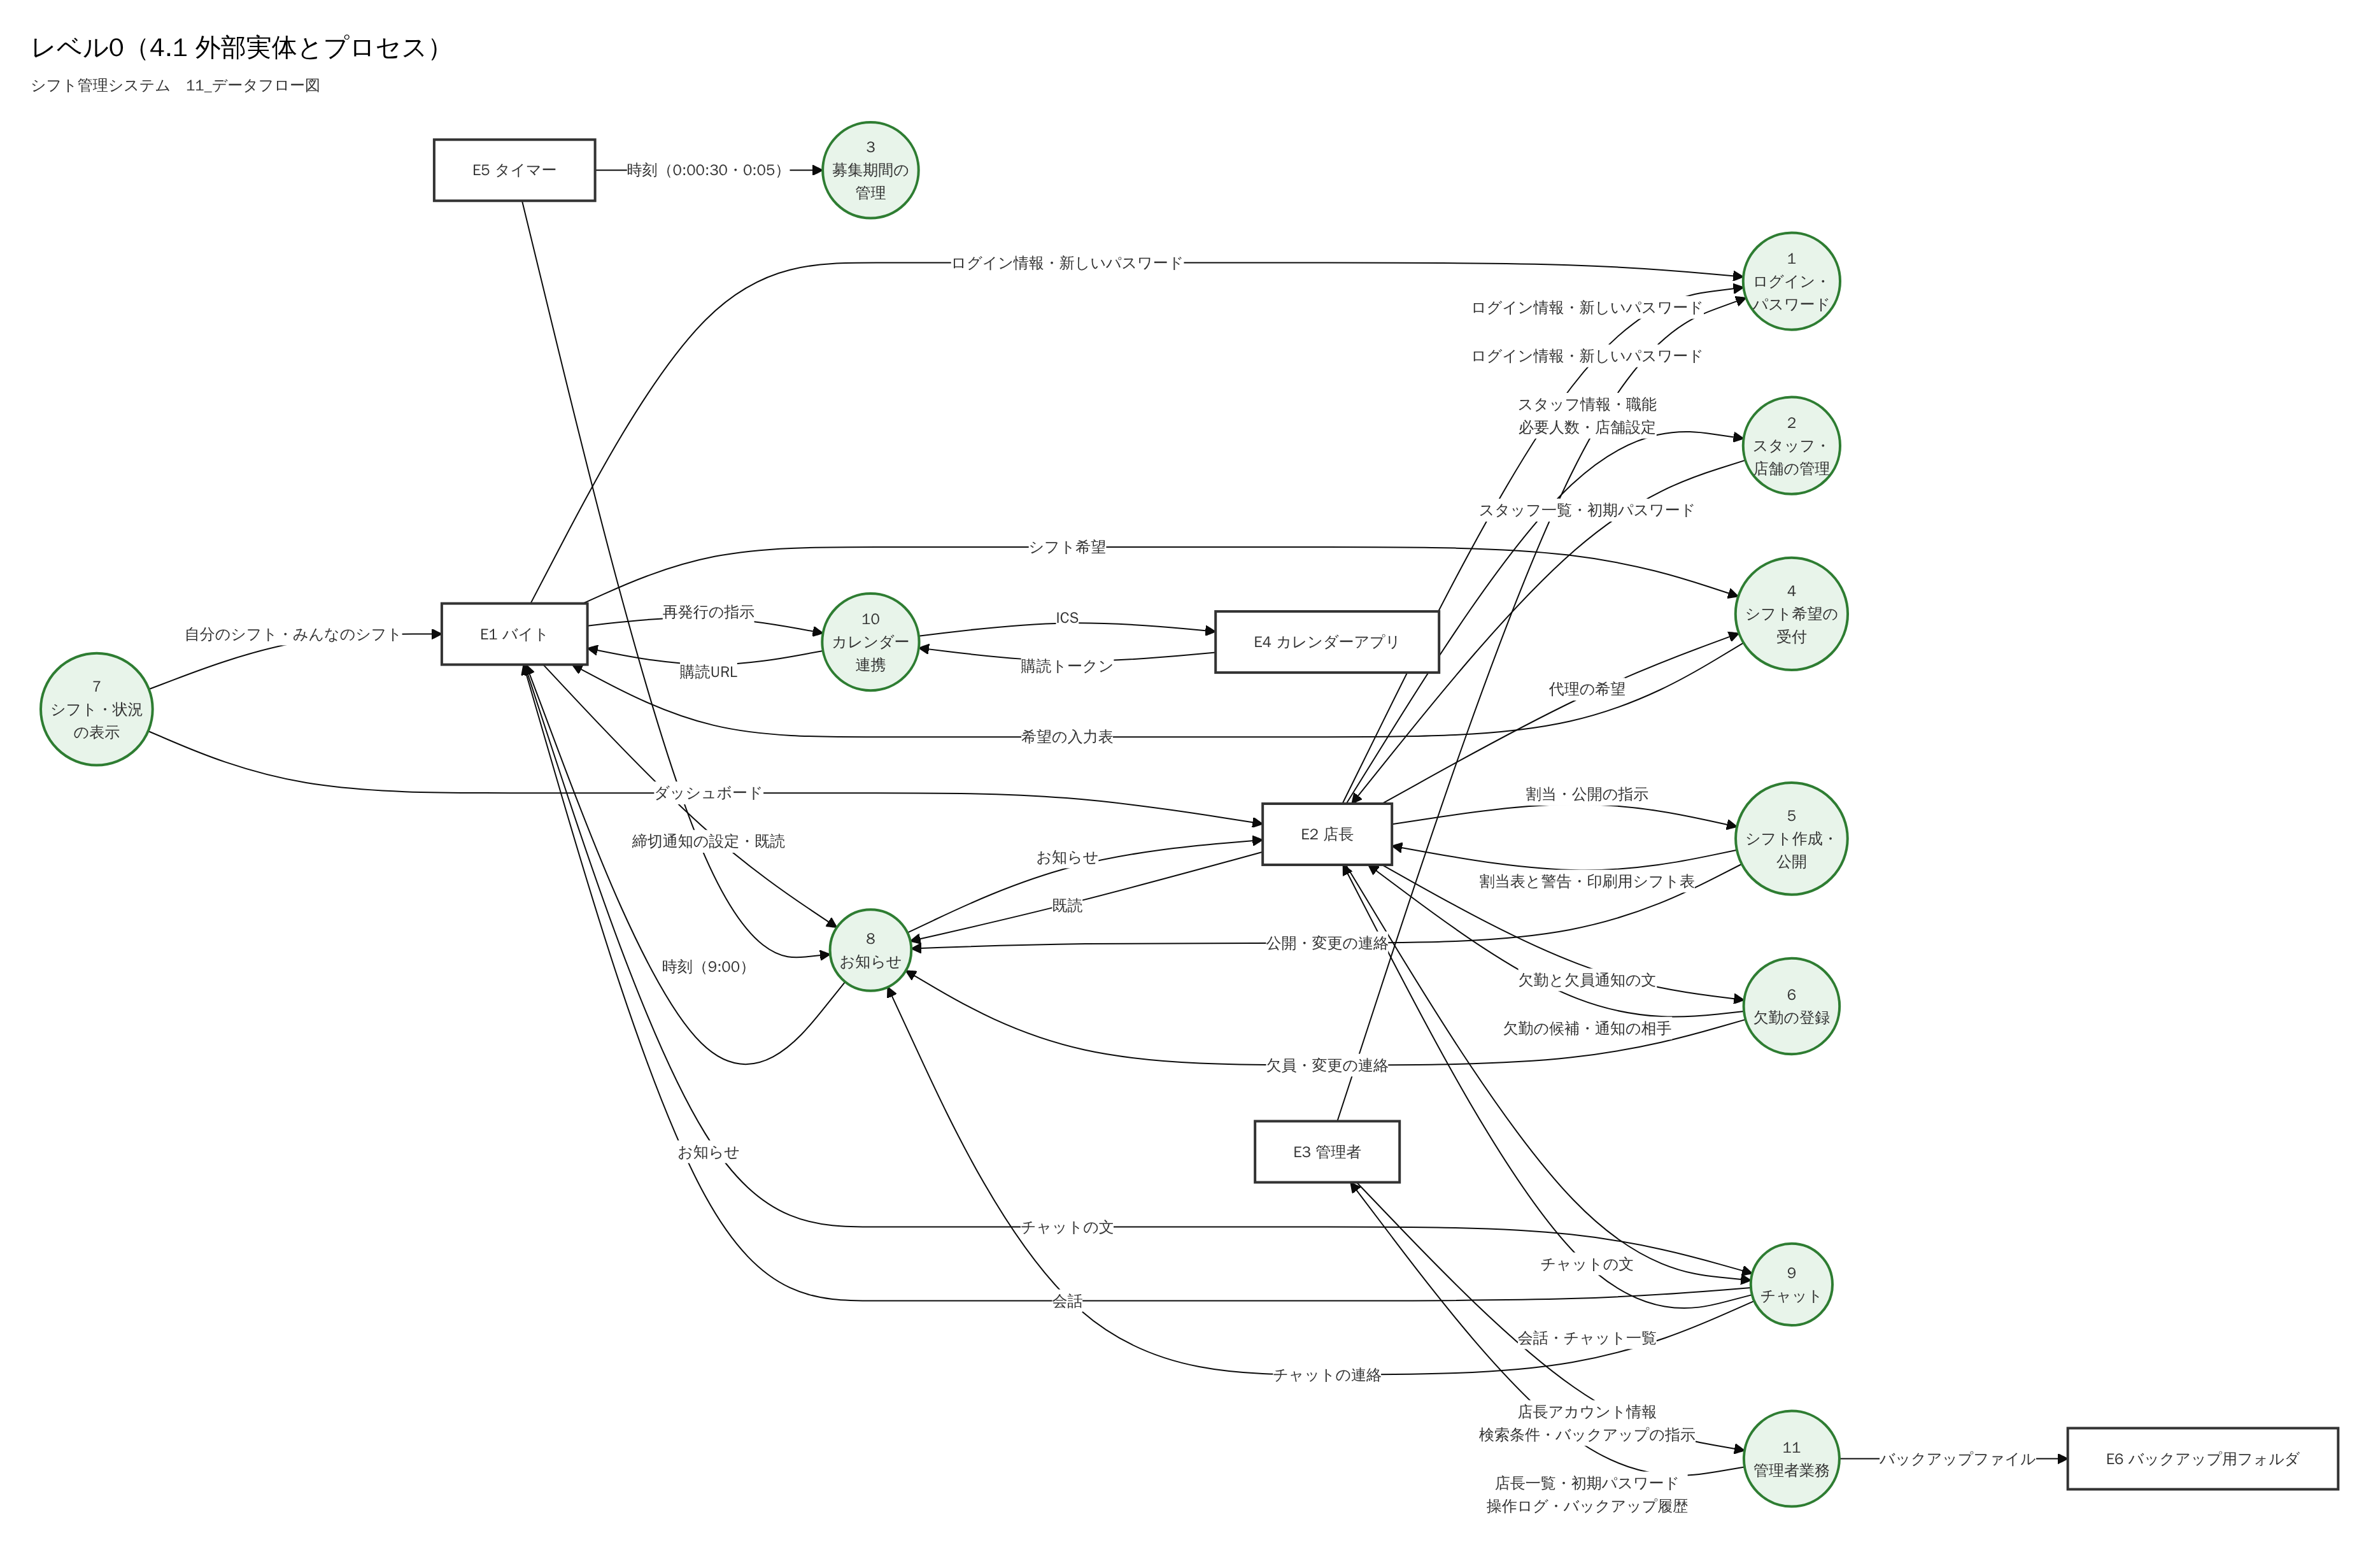 レベル0（4.1 外部実体とプロセス）
シフト管理システム　11_データフロー図
E5 タイマー
時刻（0:00:30・0:05）
3
募集期間の
管理
ログイン情報・新しいパスワード
1
ログイン・
パスワード
ログイン情報・新しいパスワード
ログイン情報・新しいパスワード
スタッフ情報・職能
必要人数・店舗設定
2
スタッフ・
店舗の管理
スタッフ一覧・初期パスワード
シフト希望
4
シフト希望の
受付
自分のシフト・みんなのシフト
E1 バイト
再発行の指示
購読URL
10
カレンダー
連携
ICS
購読トークン
E4 カレンダーアプリ
7
シフト・状況
の表示
代理の希望
希望の入力表
ダッシュボード
締切通知の設定・既読
E2 店長
割当・公開の指示
5
シフト作成・
公開
お知らせ
割当表と警告・印刷用シフト表
既読
8
お知らせ
公開・変更の連絡
時刻（9:00）
欠勤と欠員通知の文
6
欠勤の登録
欠勤の候補・通知の相手
欠員・変更の連絡
E3 管理者
お知らせ
チャットの文
チャットの文
9
チャット
会話
会話・チャット一覧
チャットの連絡
店長アカウント情報
検索条件・バックアップの指示
11
管理者業務
バックアップファイル
E6 バックアップ用フォルダ
店長一覧・初期パスワード
操作ログ・バックアップ履歴